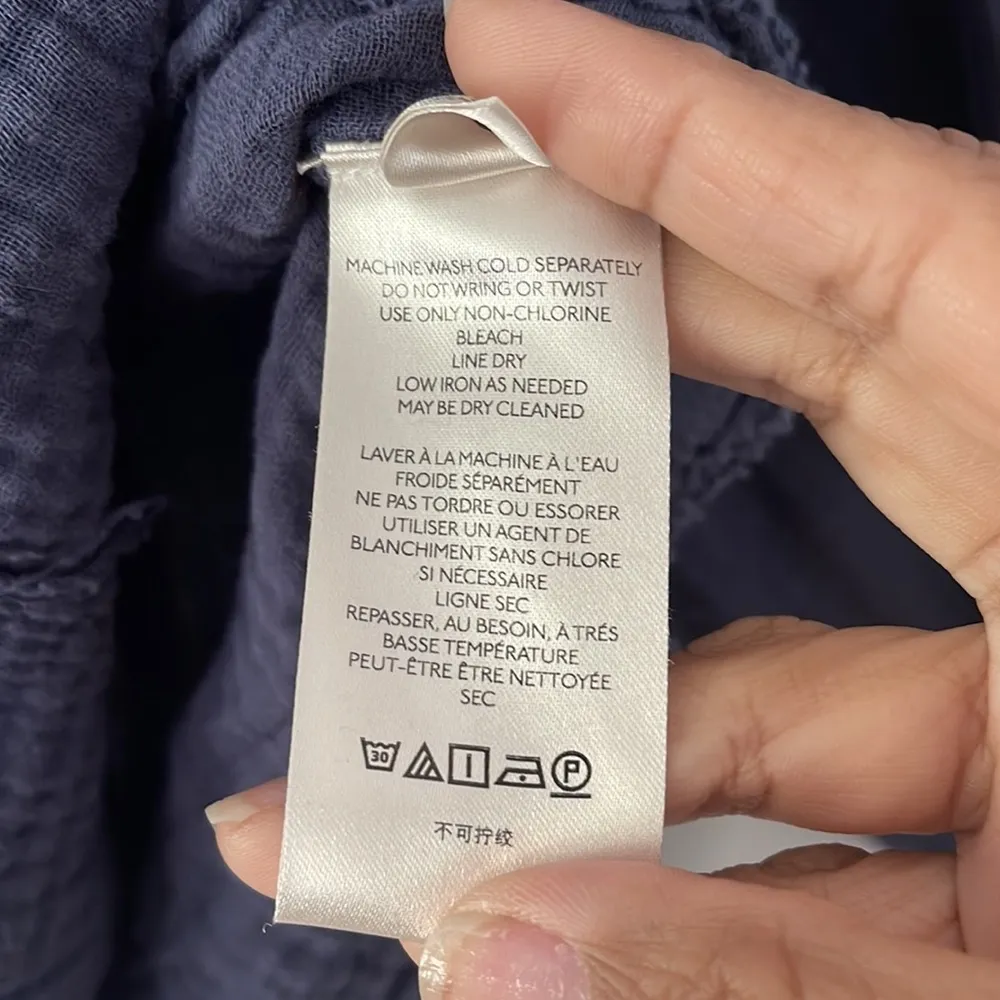 MACHINE WASH COLD SEPARATELY
DO NOT WRING OR TWIST
USE ONLY NON-CHLORINE
BLEACH
LINE DRY
LOW IRON AS NEEDED
MAY BE DRY CLEANED
LAVER À LA MACHINE À L'EAU
FROIDE SÉPARÉMENT
NE PAS TORDRE OU ESSORER
UTILISER UN AGENT DE
BLANCHIMENT SANS CHLORE
SI NÉCESSAIRE
LIGNE SEC
REPASSER, AU BESOIN, À TRÉS
BASSE TEMPÉRATURE
PEUT-ÊTRE ÊTRE NETTOYÉE
SEC
30 P
不可拧绞